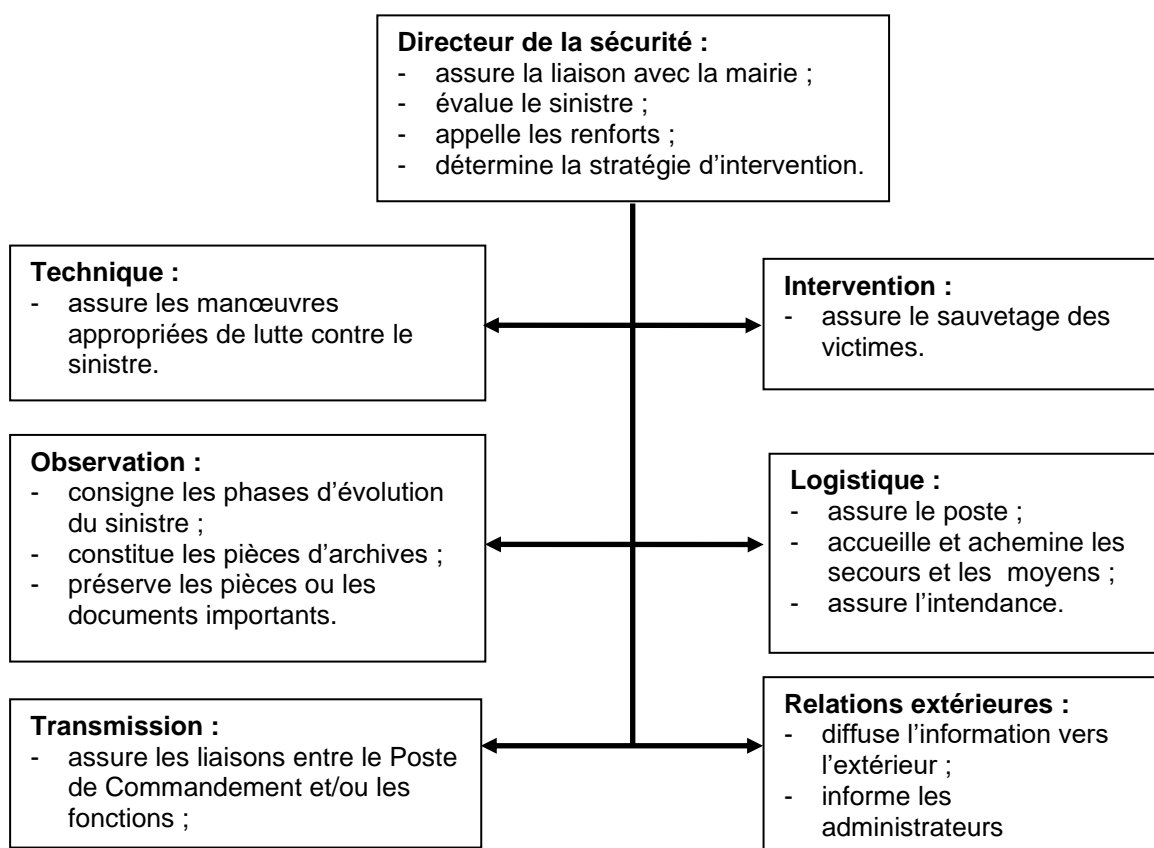 Directeur de la sécurité :
- assure la liaison avec la mairie ;
- évalue le sinistre ;
- appelle les renforts ;
- détermine la stratégie d’intervention.
Technique :
- assure les manœuvres
appropriées de lutte contre le
sinistre.
Intervention :
- assure le sauvetage des
victimes.
Observation :
- consigne les phases d’évolution
du sinistre ;
- constitue les pièces d’archives ;
- préserve les pièces ou les
documents importants.
Logistique :
- assure le poste ;
- accueille et achemine les
secours et les moyens ;
- assure l’intendance.
Transmission :
- assure les liaisons entre le Poste
de Commandement et/ou les
fonctions ;
Relations extérieures :
- diffuse l’information vers
l’extérieur ;
- informe les
administrateurs